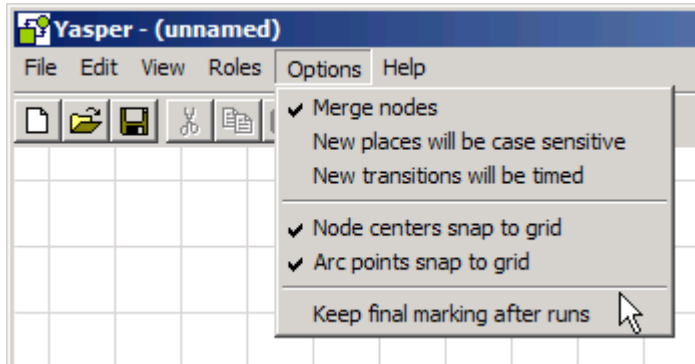 Yasper - (unnamed)
File Edit View Roles Options Help
Merge nodes
New places will be case sensitive
New transitions will be timed
Node centers snap to grid
Arc points snap to grid
Keep final marking after runs